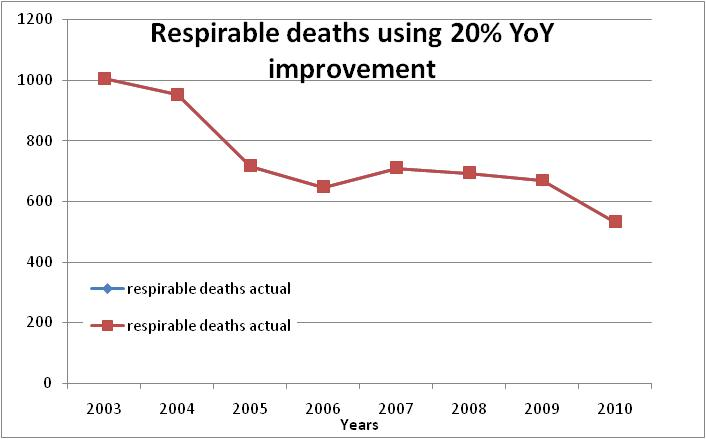 Respirable deaths using 20% YoY
improvement
1200
1000
800
600
400
200
0
respirable deaths actual
respirable deaths actual
2003 2004 2005 2006 2007 2008 2009 2010
Years